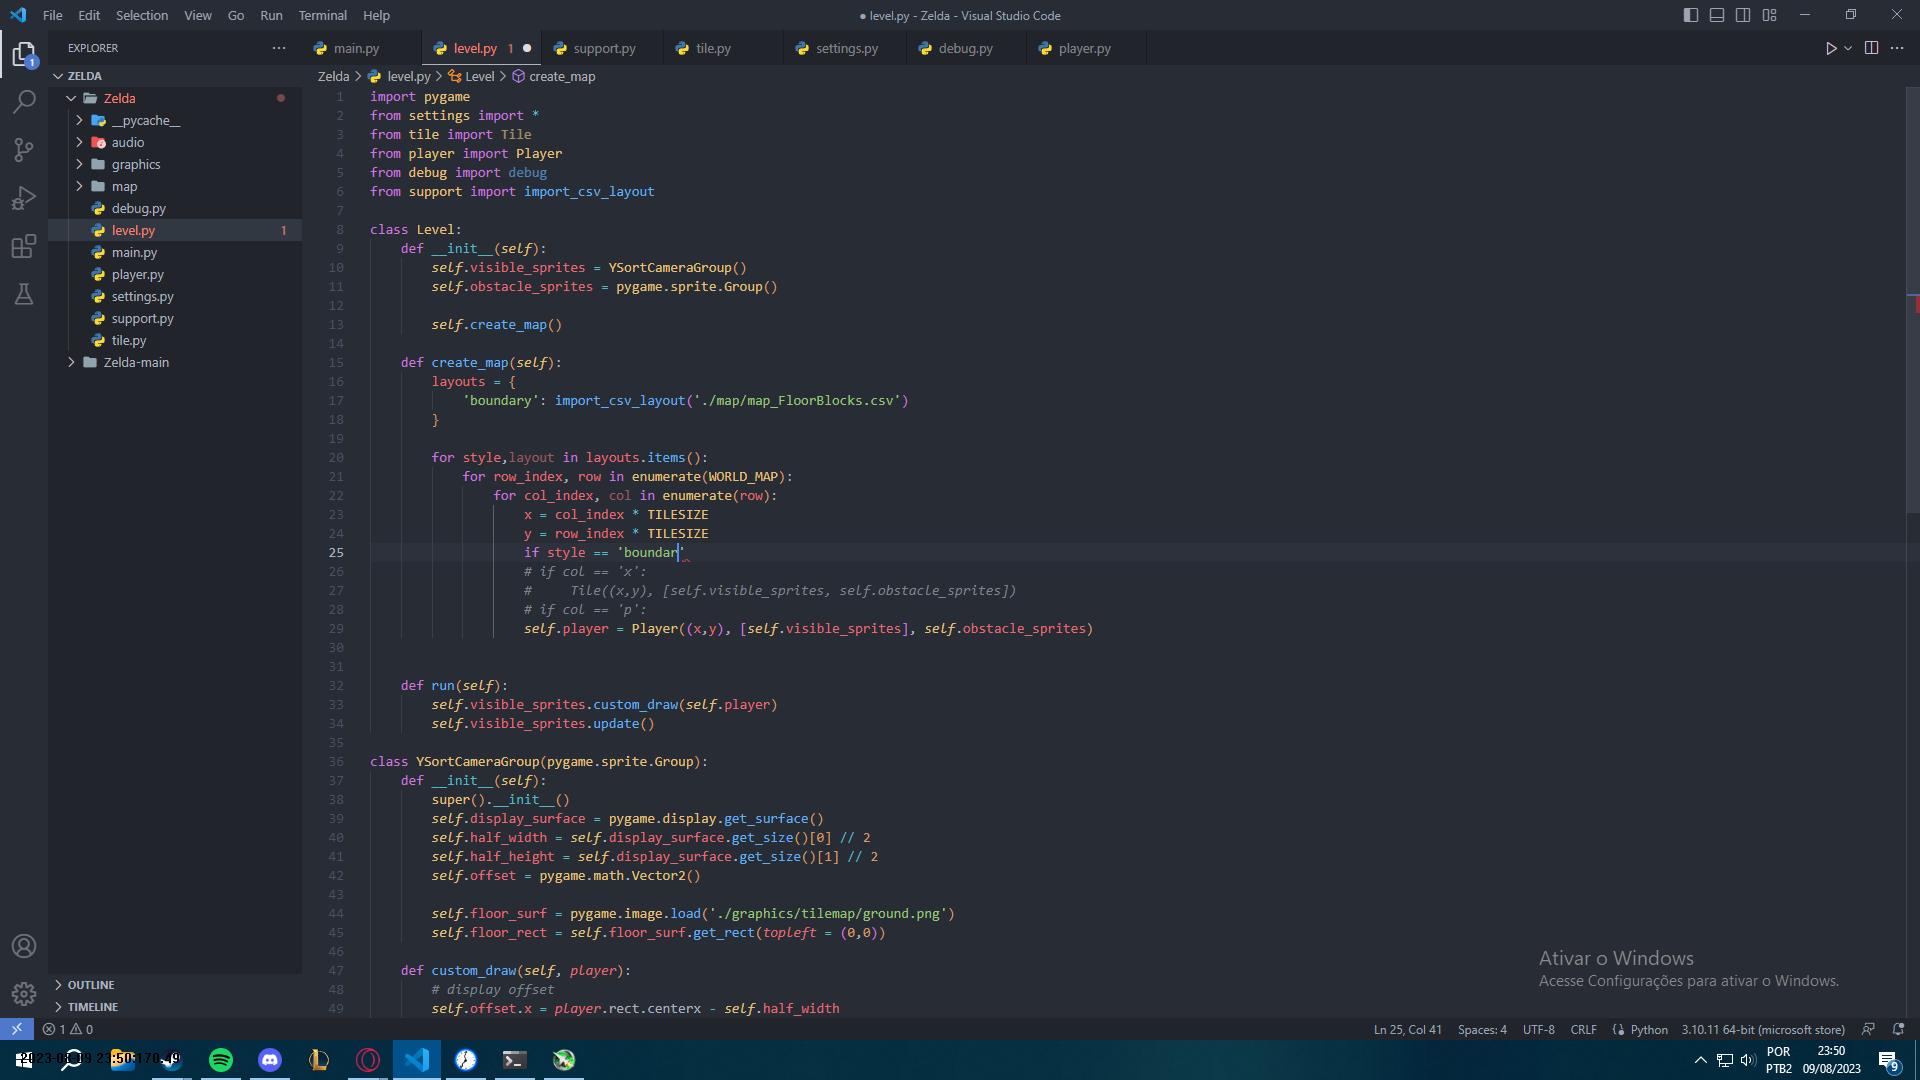 File Edit Selection View Go Run Terminal Help
● level.py - Zelda - Visual Studio Code
EXPLORER
main.py
level.py 1
support.py
tile.py
settings.py
debug.py
player.py
1
ZELDA
Zelda
__pycache__
audio
graphics
map
debug.py
level.py 1
main.py
player.py
settings.py
support.py
tile.py
Zelda-main
OUTLINE
TIMELINE
Zelda > level.py > Level > create_map
1 import pygame
2 from settings import *
3 from tile import Tile
4 from player import Player
5 from debug import debug
6 from support import import_csv_layout
7
8 class Level:
9 def __init__(self):
10 self.visible_sprites = YSortCameraGroup()
11 self.obstacle_sprites = pygame.sprite.Group()
12
13 self.create_map()
14
15 def create_map(self):
16 layouts = {
17 'boundary': import_csv_layout('./map/map_FloorBlocks.csv')
18 }
19
20 for style,layout in layouts.items():
21 for row_index, row in enumerate(WORLD_MAP):
22 for col_index, col in enumerate(row):
23 x = col_index * TILESIZE
24 y = row_index * TILESIZE
25 if style == 'boundar'
26 # if col == 'x':
27 #     Tile((x,y), [self.visible_sprites, self.obstacle_sprites])
28 # if col == 'p':
29 self.player = Player((x,y), [self.visible_sprites], self.obstacle_sprites)
30
31
32 def run(self):
33 self.visible_sprites.custom_draw(self.player)
34 self.visible_sprites.update()
35
36 class YSortCameraGroup(pygame.sprite.Group):
37 def __init__(self):
38 super().__init__()
39 self.display_surface = pygame.display.get_surface()
40 self.half_width = self.display_surface.get_size()[0] // 2
41 self.half_height = self.display_surface.get_size()[1] // 2
42 self.offset = pygame.math.Vector2()
43
44 self.floor_surf = pygame.image.load('./graphics/tilemap/ground.png')
45 self.floor_rect = self.floor_surf.get_rect(topleft = (0,0))
46
47 def custom_draw(self, player):
48 # display offset
49 self.offset.x = player.rect.centerx - self.half_width
Ativar o Windows
Acesse Configurações para ativar o Windows.
1 0
Ln 25, Col 41 Spaces: 4 UTF-8 CRLF Python 3.10.11 64-bit (microsoft store)
POR
PTB2
23:50
09/08/2023
9